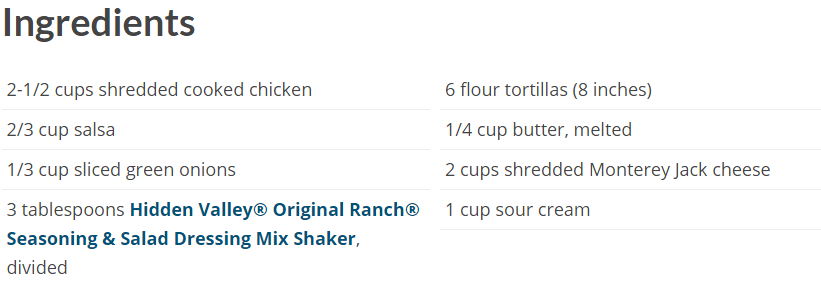 Ingredients
2-1/2 cups shredded cooked chicken
2/3 cup salsa
1/3 cup sliced green onions
3 tablespoons Hidden Valley® Original Ranch®
Seasoning & Salad Dressing Mix Shaker,
divided
6 flour tortillas (8 inches)
1/4 cup butter, melted
2 cups shredded Monterey Jack cheese
1 cup sour cream